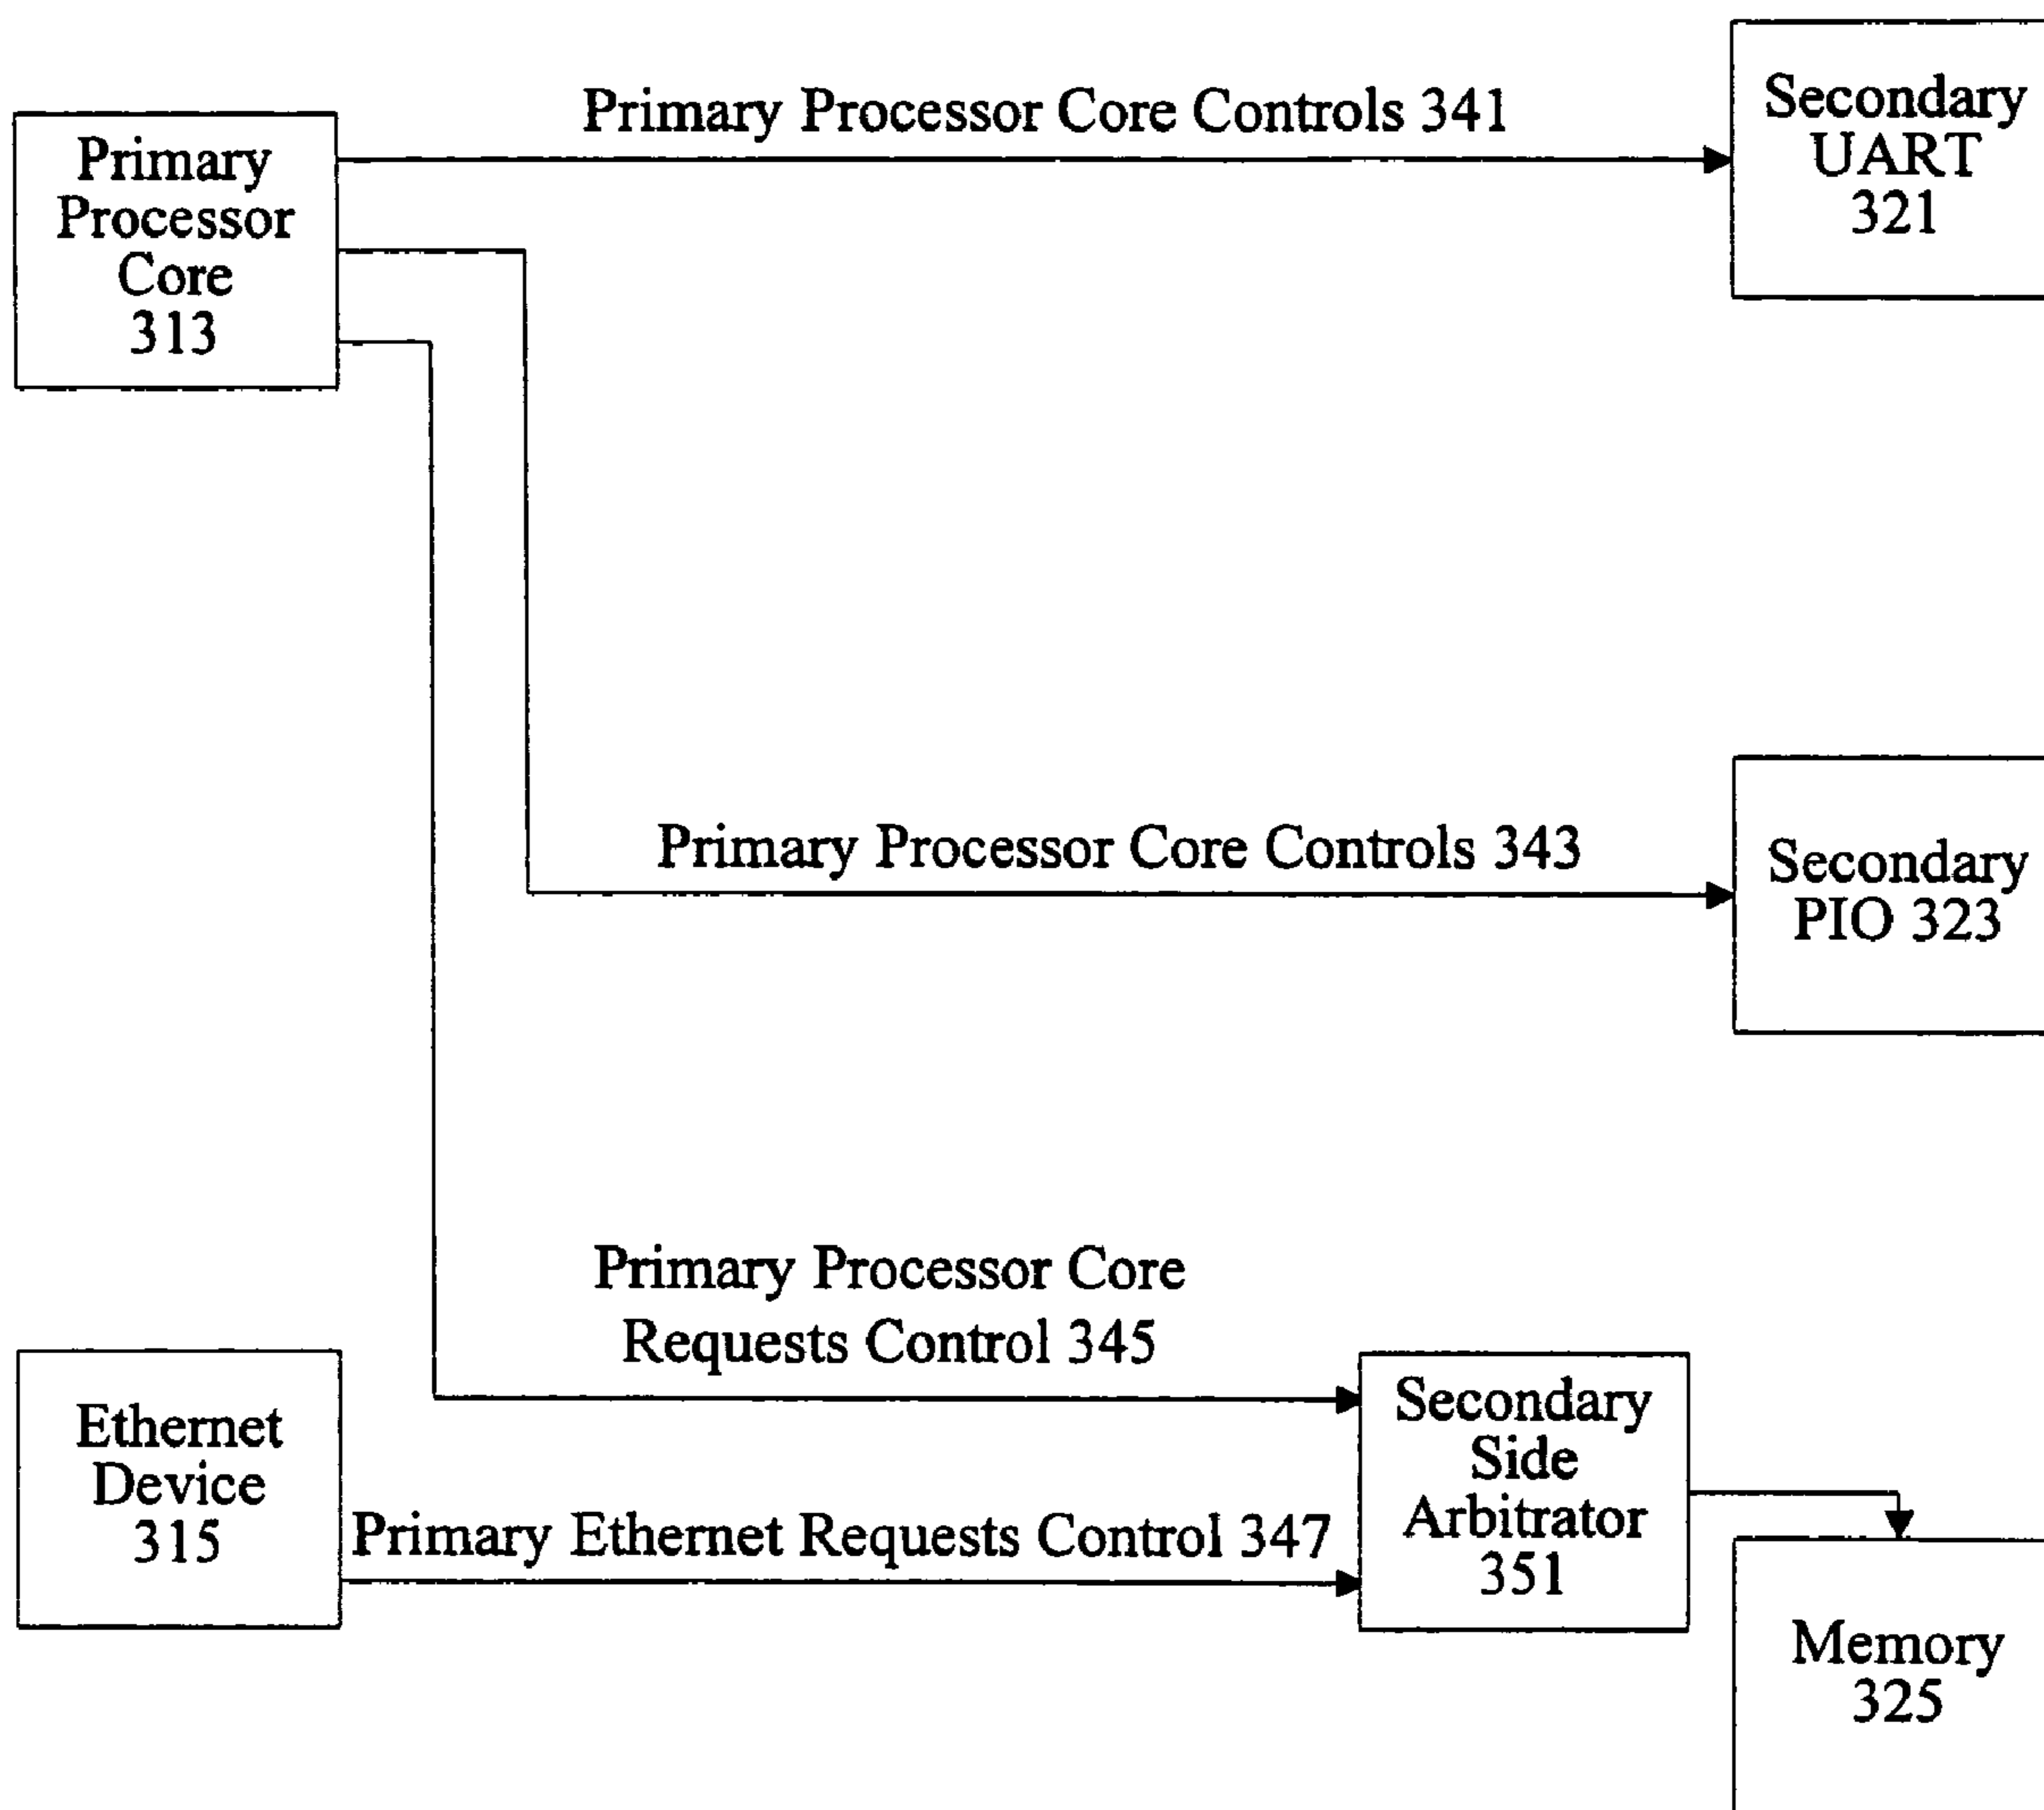 Primary Processor Core Controls 341
Secondary
UART
321
Primary
Processor
Core
313
Primary Processor Core Controls 343
Secondary
PIO 323
Primary Processor Core
Requests Control 345
Ethernet
Device
315
Primary Ethernet Requests Control 347
Secondary
Side
Arbitrator
351
Memory
325